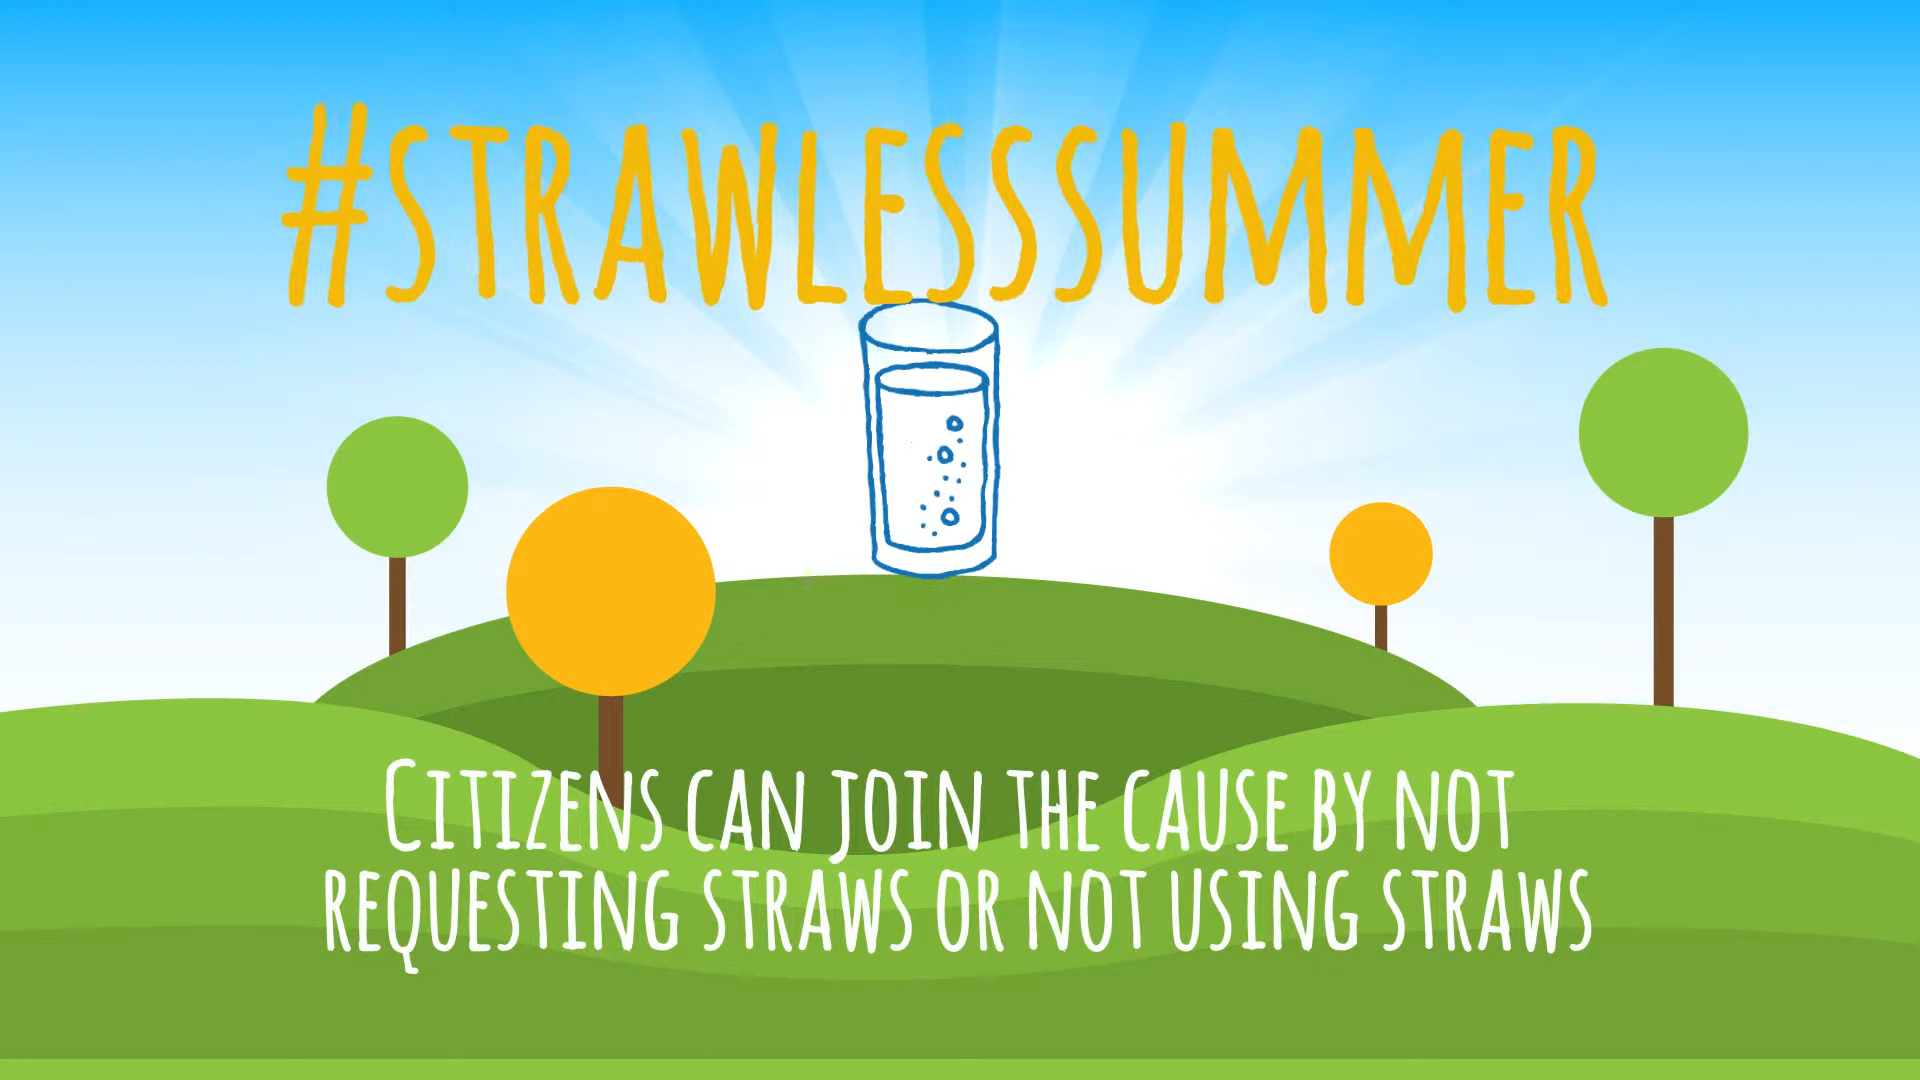 #STRAWLESSSUMMER
CITIZENS CAN JOIN THE CAUSE BY NOT
REQUESTING STRAWS OR NOT USING STRAWS